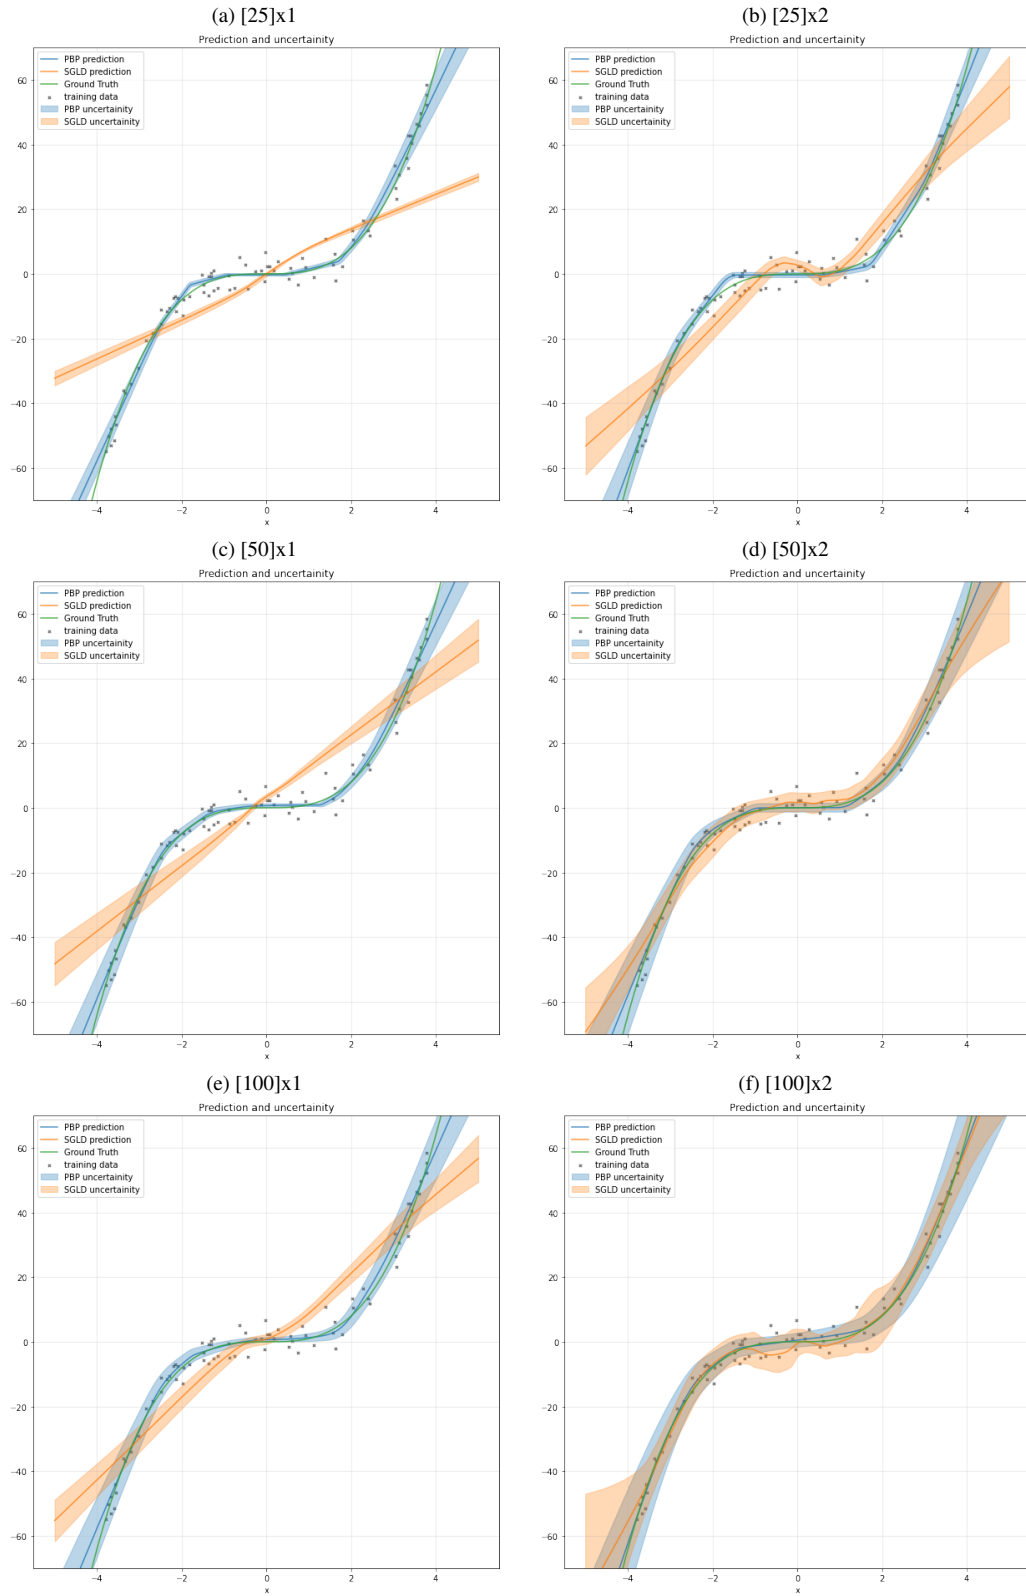 (a) [25]x1
Prediction and uncertainity
PBP prediction
SGLD prediction
Ground Truth
training data
PBP uncertainity
SGLD uncertainity
60
40
20
0
−20
−40
−60
−4 −2 0 2 4
x
(b) [25]x2
Prediction and uncertainity
PBP prediction
SGLD prediction
Ground Truth
training data
PBP uncertainity
SGLD uncertainity
60
40
20
0
−20
−40
−60
−4 −2 0 2 4
x
(c) [50]x1
Prediction and uncertainity
PBP prediction
SGLD prediction
Ground Truth
training data
PBP uncertainity
SGLD uncertainity
60
40
20
0
−20
−40
−60
−4 −2 0 2 4
x
(d) [50]x2
Prediction and uncertainity
PBP prediction
SGLD prediction
Ground Truth
training data
PBP uncertainity
SGLD uncertainity
60
40
20
0
−20
−40
−60
−4 −2 0 2 4
x
(e) [100]x1
Prediction and uncertainity
PBP prediction
SGLD prediction
Ground Truth
training data
PBP uncertainity
SGLD uncertainity
60
40
20
0
−20
−40
−60
−4 −2 0 2 4
x
(f) [100]x2
Prediction and uncertainity
PBP prediction
SGLD prediction
Ground Truth
training data
PBP uncertainity
SGLD uncertainity
60
40
20
0
−20
−40
−60
−4 −2 0 2 4
x